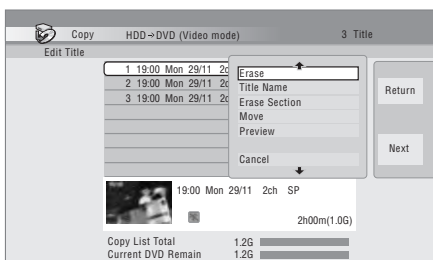 Copy HDD→DVD (Video mode) 3 Title
Edit Title
1 19:00 Mon 29/11 2c
2 19:00 Mon 29/11 2c
3 19:00 Mon 29/11 2c
Erase
Title Name
Erase Section
Move
Preview
Cancel
Return
Next
19:00 Mon 29/11 2ch SP
2h00m(1.0G)
Copy List Total 1.2G
Current DVD Remain 1.2G